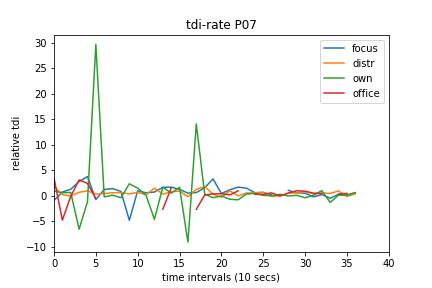 tdi-rate P07
30
25
20
15
10
5
0
−5
−10
relative tdi
focus
distr
own
office
0 5 10 15 20 25 30 35 40
time intervals (10 secs)